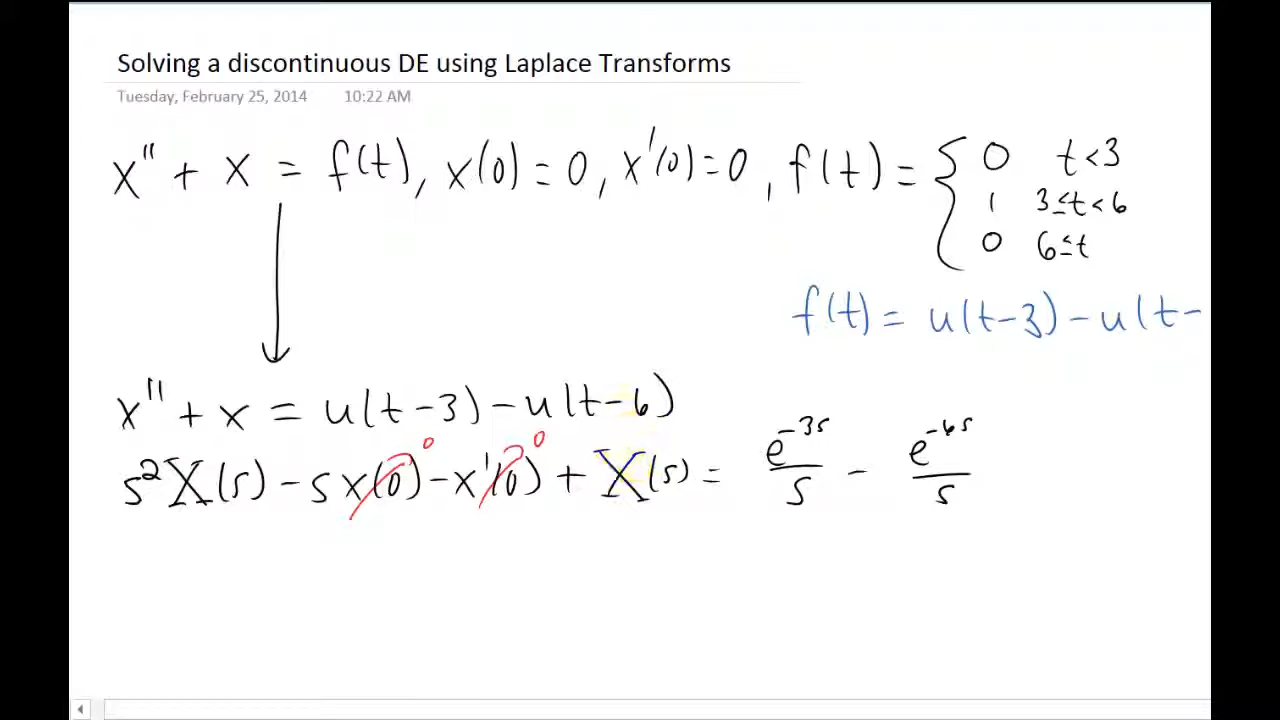 Solving a discontinuous DE using Laplace Transforms
Tuesday, February 25, 2014 10:22 AM
x'' + x = f(t), x(0) = 0, x'(0) = 0, f(t) = { 0 t < 3
1 3 ≤ t < 6
0 6 ≤ t
f(t) = u(t-3) - u(t-
x'' + x = u(t-3) - u(t-6)
s² X(s) - s x(0) 0 - x'(0) 0 + X(s) = e^{-3s}/s - e^{-6s}/s